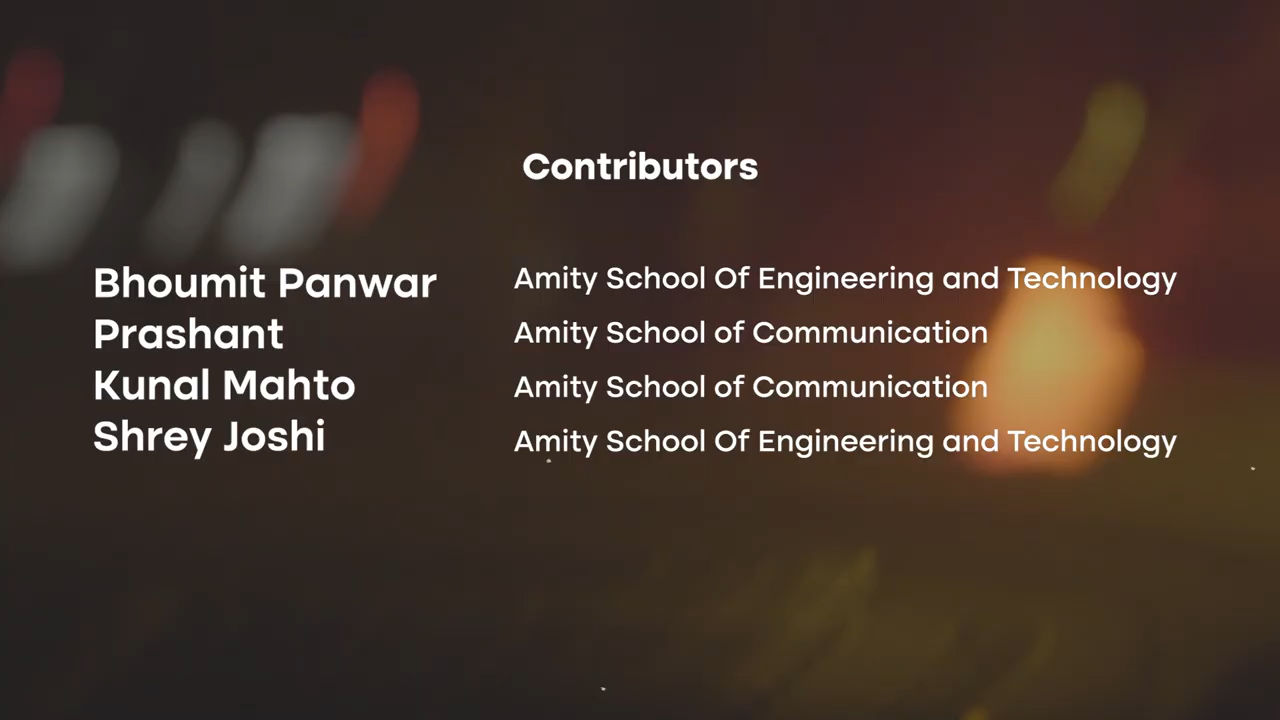 Contributors
Bhoumit Panwar Amity School Of Engineering and Technology
Prashant Amity School of Communication
Kunal Mahto Amity School of Communication
Shrey Joshi Amity School Of Engineering and Technology